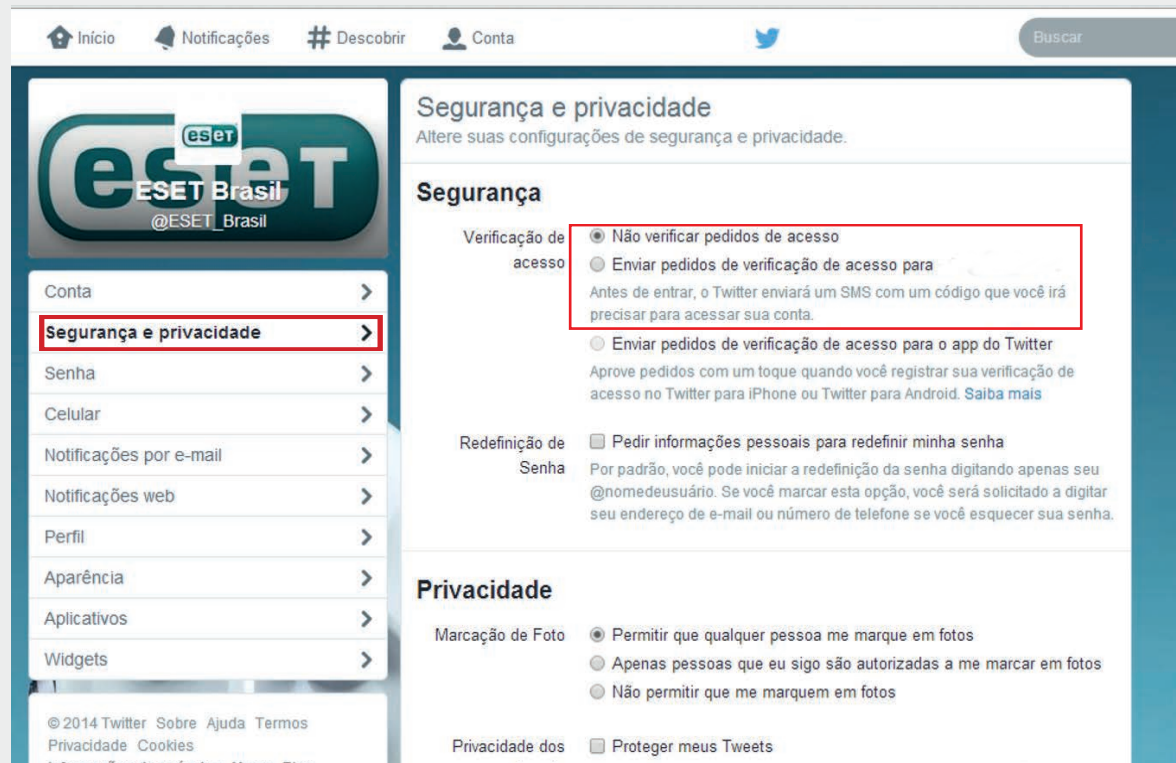 Início Notificações Descobrir Conta Buscar
eset
eseT
ESET Brasil
@ESET_Brasil
Conta
Segurança e privacidade
Senha
Celular
Notificações por e-mail
Notificações web
Perfil
Aparência
Aplicativos
Widgets
© 2014 Twitter Sobre Ajuda Termos
Privacidade Cookies
Segurança e privacidade
Altere suas configurações de segurança e privacidade.
Segurança
Verificação de
acesso
Não verificar pedidos de acesso
Enviar pedidos de verificação de acesso para
Antes de entrar, o Twitter enviará um SMS com um código que você irá
precisar para acessar sua conta.
Enviar pedidos de verificação de acesso para o app do Twitter
Aprove pedidos com um toque quando você registrar sua verificação de
acesso no Twitter para iPhone ou Twitter para Android. Saiba mais
Redefinição de
Senha
Pedir informações pessoais para redefinir minha senha
Por padrão, você pode iniciar a redefinição da senha digitando apenas seu
@nomedeusuário. Se você marcar esta opção, você será solicitado a digitar
seu endereço de e-mail ou número de telefone se você esquecer sua senha.
Privacidade
Marcação de Foto
Permitir que qualquer pessoa me marque em fotos
Apenas pessoas que eu sigo são autorizadas a me marcar em fotos
Não permitir que me marquem em fotos
Privacidade dos
Proteger meus Tweets